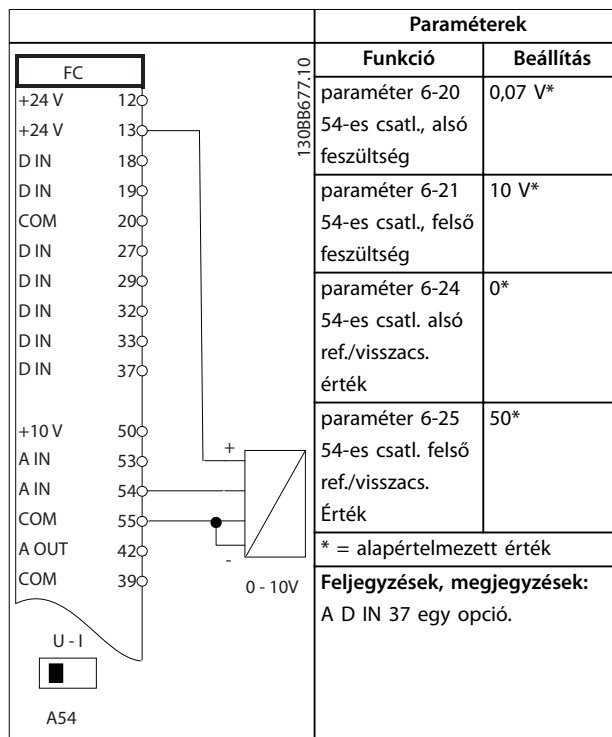 FC
+24 V 12
+24 V 13
D IN 18
D IN 19
COM 20
D IN 27
D IN 29
D IN 32
D IN 33
D IN 37
+10 V 50
A IN 53
A IN 54
COM 55
A OUT 42
COM 39
+
-
0 - 10V
U - I
A54
130BB677.10
Paraméterek
Funkció Beállítás
paraméter 6-20 0,07 V*
54-es csatl., alsó
feszültség
paraméter 6-21 10 V*
54-es csatl., felső
feszültség
paraméter 6-24 0*
54-es csatl. alsó
ref./visszacs.
érték
paraméter 6-25 50*
54-es csatl. felső
ref./visszacs.
Érték
* = alapértelmezett érték
Feljegyzések, megjegyzések:
A D IN 37 egy opció.